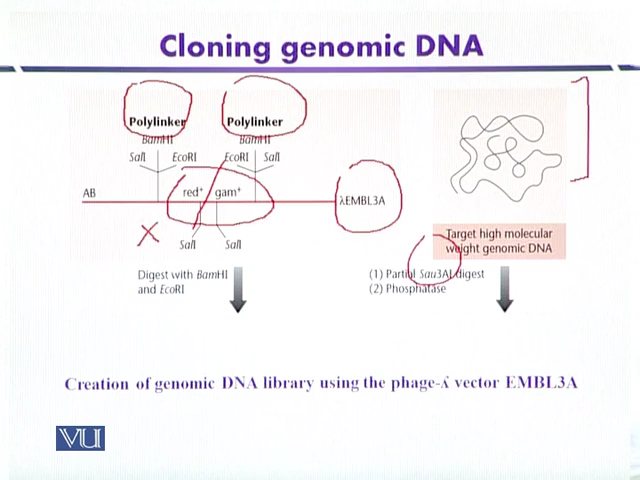 Cloning genomic DNA
Polylinker Polylinker
BamHI BamHI
SalI EcoRI EcoRI SalI
AB red+ gam+ λEMBL3A
SalI SalI
Target high molecular
weight genomic DNA
Digest with BamHI
and EcoRI
(1) Partial Sau3AI digest
(2) Phosphatase
Creation of genomic DNA library using the phage-λ vector EMBL3A
VU